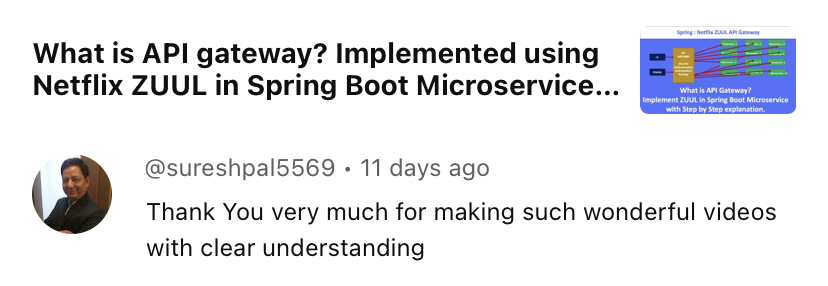 What is API gateway? Implemented using
Netflix ZUUL in Spring Boot Microservice...
Spring : Netflix ZUUL API Gateway
What is API Gateway?
Implement ZUUL in Spring Boot Microservice
with Step by Step explanation.
@sureshpal5569 • 11 days ago
Thank You very much for making such wonderful videos
with clear understanding